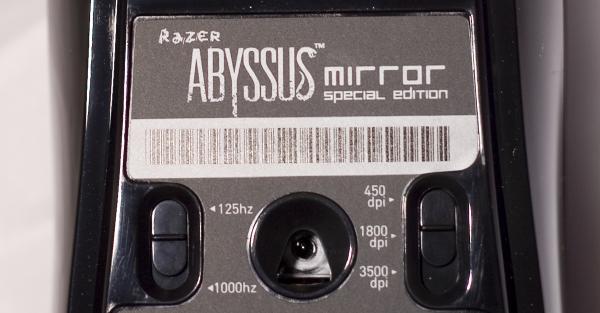 RAZER
ABYSSUS™ mirror
special edition
125hz
1000hz
450
dpi
1800
dpi
3500
dpi